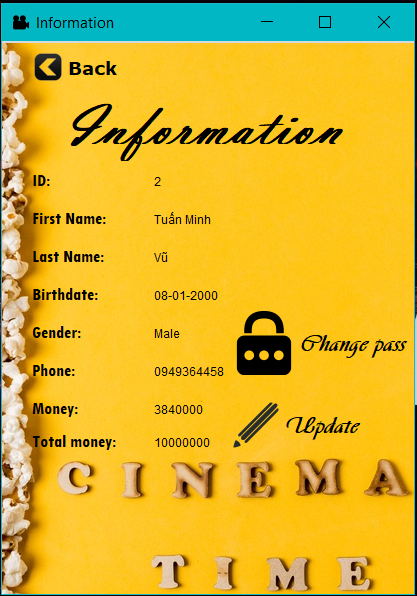 Information
Back
Information
ID: 2
First Name: Tuấn Minh
Last Name: Vũ
Birthdate: 08-01-2000
Gender: Male
Change pass
Phone: 0949364458
Money: 3840000
Update
Total money: 10000000
CINEMA
TIME